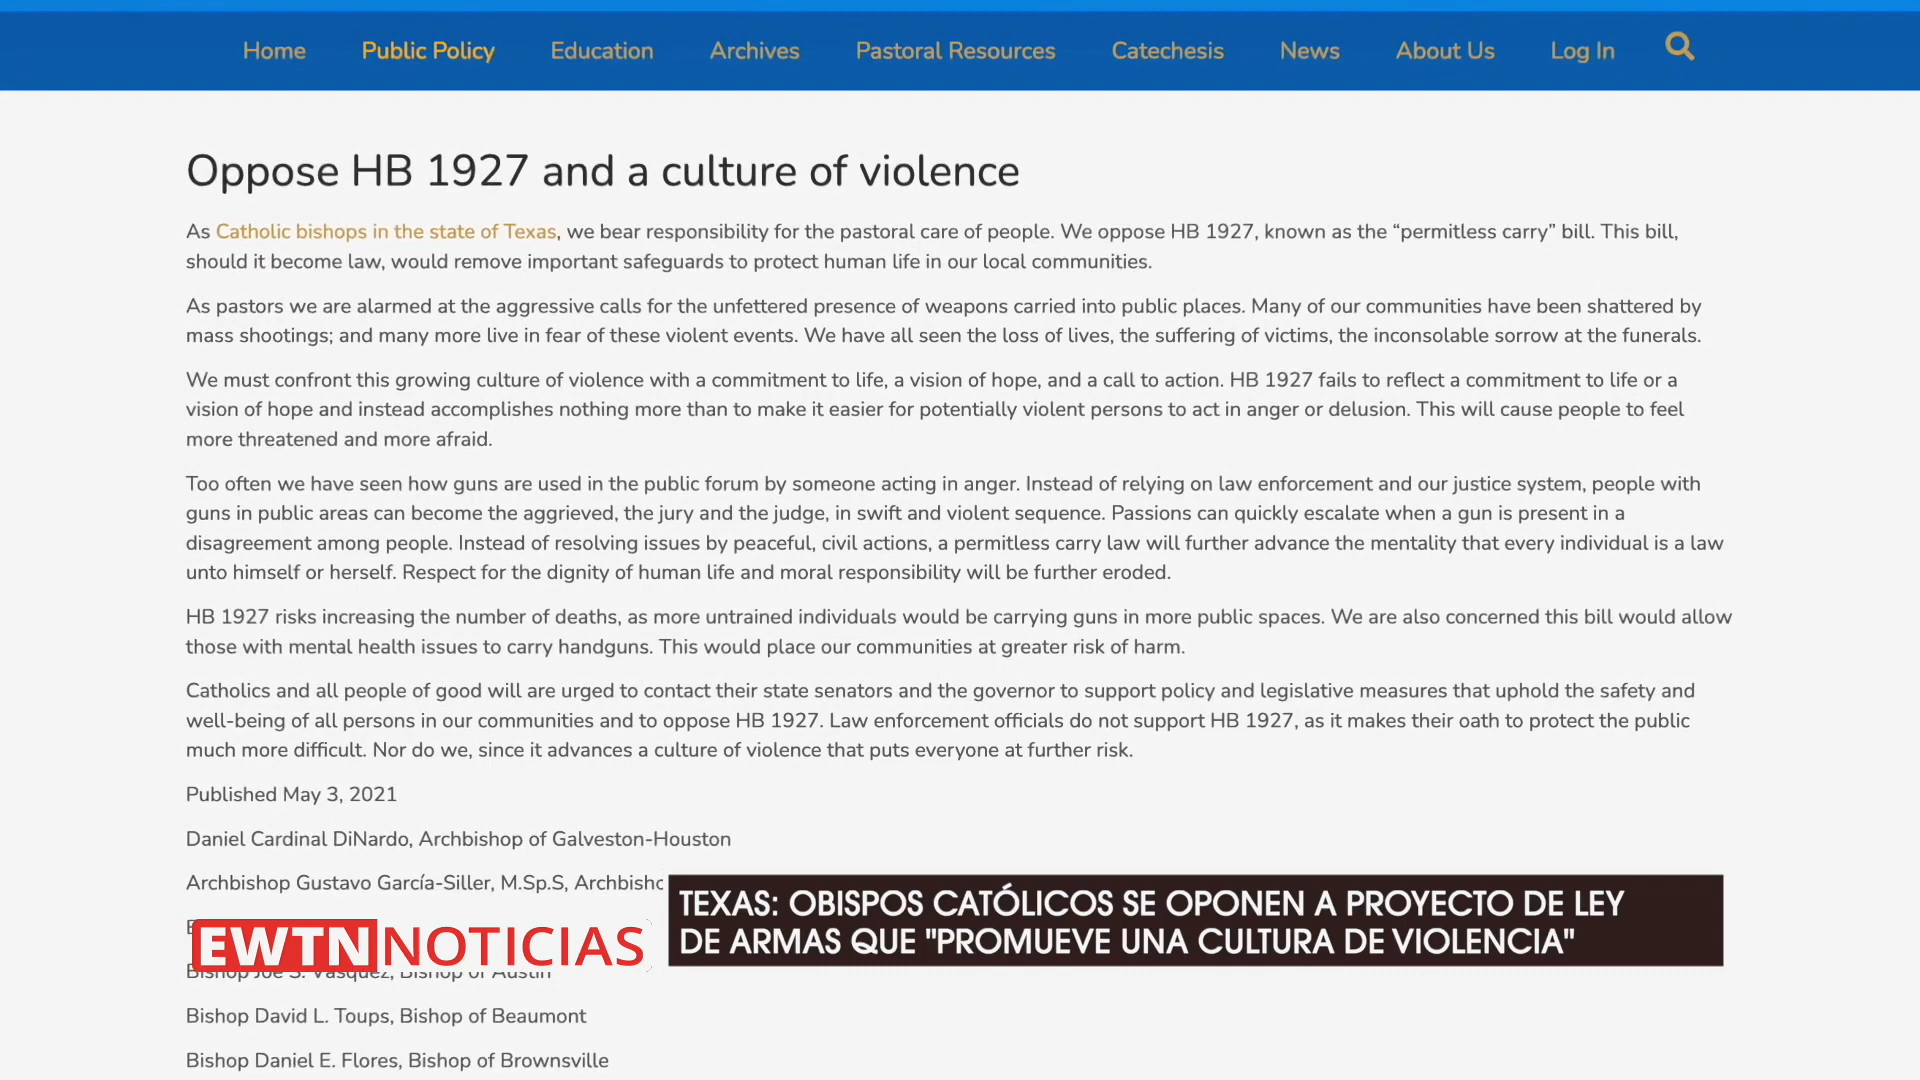 Home Public Policy Education Archives Pastoral Resources Catechesis News About Us Log In
Oppose HB 1927 and a culture of violence
As Catholic bishops in the state of Texas, we bear responsibility for the pastoral care of people. We oppose HB 1927, known as the “permitless carry” bill. This bill,
should it become law, would remove important safeguards to protect human life in our local communities.
As pastors we are alarmed at the aggressive calls for the unfettered presence of weapons carried into public places. Many of our communities have been shattered by
mass shootings; and many more live in fear of these violent events. We have all seen the loss of lives, the suffering of victims, the inconsolable sorrow at the funerals.
We must confront this growing culture of violence with a commitment to life, a vision of hope, and a call to action. HB 1927 fails to reflect a commitment to life or a
vision of hope and instead accomplishes nothing more than to make it easier for potentially violent persons to act in anger or delusion. This will cause people to feel
more threatened and more afraid.
Too often we have seen how guns are used in the public forum by someone acting in anger. Instead of relying on law enforcement and our justice system, people with
guns in public areas can become the aggrieved, the jury and the judge, in swift and violent sequence. Passions can quickly escalate when a gun is present in a
disagreement among people. Instead of resolving issues by peaceful, civil actions, a permitless carry law will further advance the mentality that every individual is a law
unto himself or herself. Respect for the dignity of human life and moral responsibility will be further eroded.
HB 1927 risks increasing the number of deaths, as more untrained individuals would be carrying guns in more public spaces. We are also concerned this bill would allow
those with mental health issues to carry handguns. This would place our communities at greater risk of harm.
Catholics and all people of good will are urged to contact their state senators and the governor to support policy and legislative measures that uphold the safety and
well-being of all persons in our communities and to oppose HB 1927. Law enforcement officials do not support HB 1927, as it makes their oath to protect the public
much more difficult. Nor do we, since it advances a culture of violence that puts everyone at further risk.
Published May 3, 2021
Daniel Cardinal DiNardo, Archbishop of Galveston-Houston
Archbishop Gustavo García-Siller, M.Sp.S, Archbisho
TEXAS: OBISPOS CATÓLICOS SE OPONEN A PROYECTO DE LEY
DE ARMAS QUE "PROMUEVE UNA CULTURA DE VIOLENCIA"
EWTN NOTICIAS
Bishop Joe S. Vásquez, Bishop of Austin
Bishop David L. Toups, Bishop of Beaumont
Bishop Daniel E. Flores, Bishop of Brownsville